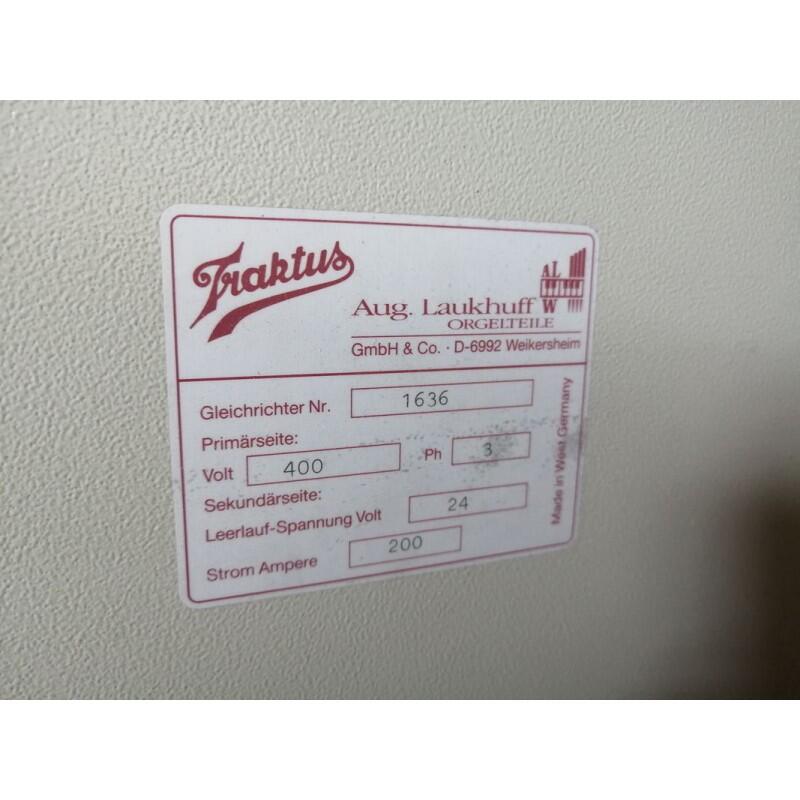 Traktus
AL
W
Aug. Laukhuff
ORGELTEILE
GmbH & Co. · D-6992 Weikersheim
Gleichrichter Nr. 1636
Primärseite:
Volt 400 Ph 3
Sekundärseite:
Leerlauf-Spannung Volt 24
Strom Ampere 200
Made in West Germany